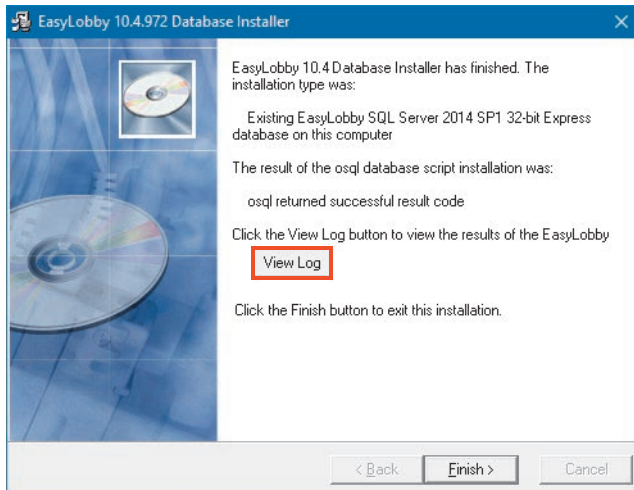 EasyLobby 10.4.972 Database Installer
EasyLobby 10.4 Database Installer has finished. The
installation type was:
Existing EasyLobby SQL Server 2014 SP1 32-bit Express
database on this computer
The result of the osql database script installation was:
osql returned successful result code
Click the View Log button to view the results of the EasyLobby
View Log
Click the Finish button to exit this installation.
< Back
Finish >
Cancel